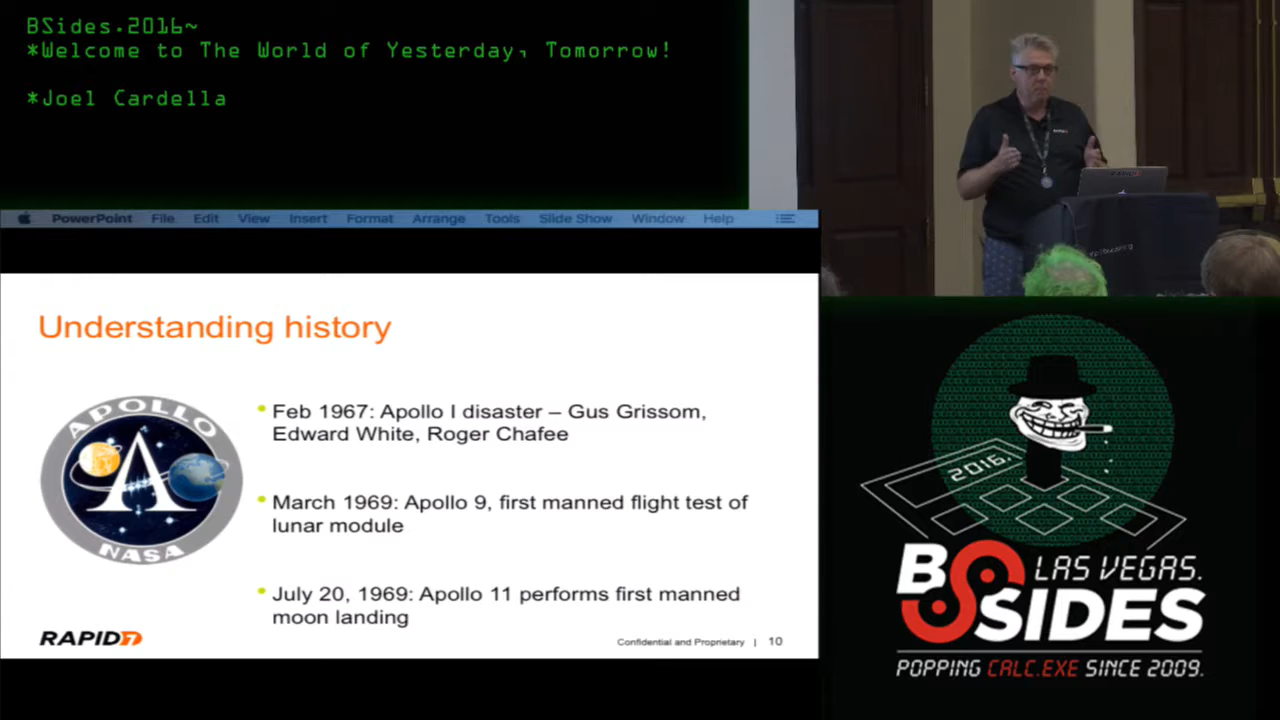 BSides.2016~
*Welcome to The World of Yesterday, Tomorrow!
*Joel Cardella
PowerPoint File Edit View Insert Format Arrange Tools Slide Show Window Help
Understanding history
APOLLO
A
NASA
Feb 1967: Apollo I disaster – Gus Grissom,
Edward White, Roger Chafee
March 1969: Apollo 9, first manned flight test of
lunar module
July 20, 1969: Apollo 11 performs first manned
moon landing
RAPID7
Confidential and Proprietary | 10
2016.
BSIDES
LAS VEGAS.
POPPING CALC.EXE SINCE 2009.